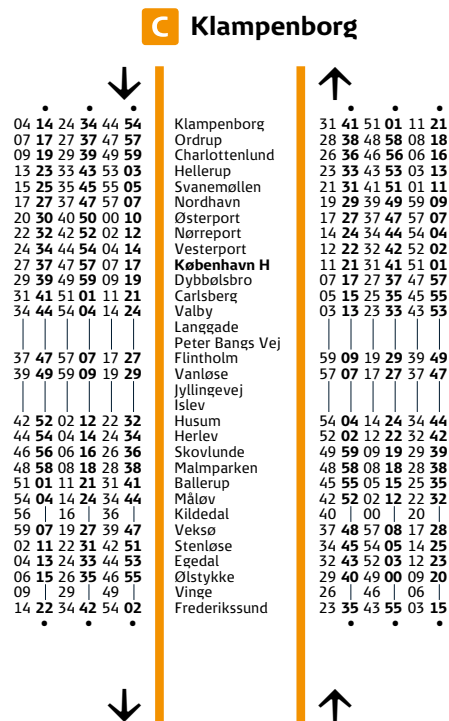 C Klampenborg
04 14 24 34 44 54 Klampenborg 31 41 51 01 11 21
07 17 27 37 47 57 Ordrup 28 38 48 58 08 18
09 19 29 39 49 59 Charlottenlund 26 36 46 56 06 16
13 23 33 43 53 03 Hellerup 23 33 43 53 03 13
15 25 35 45 55 05 Svanemøllen 21 31 41 51 01 11
17 27 37 47 57 07 Nordhavn 19 29 39 49 59 09
20 30 40 50 00 10 Østerport 17 27 37 47 57 07
22 32 42 52 02 12 Nørreport 14 24 34 44 54 04
24 34 44 54 04 14 Vesterport 12 22 32 42 52 02
27 37 47 57 07 17 København H 11 21 31 41 51 01
29 39 49 59 09 19 Dybbølsbro 07 17 27 37 47 57
31 41 51 01 11 21 Carlsberg 05 15 25 35 45 55
34 44 54 04 14 24 Valby 03 13 23 33 43 53
Langgade
Peter Bangs Vej
37 47 57 07 17 27 Flintholm 59 09 19 29 39 49
39 49 59 09 19 29 Vanløse 57 07 17 27 37 47
Jyllingevej
Islev
42 52 02 12 22 32 Husum 54 04 14 24 34 44
44 54 04 14 24 34 Herlev 52 02 12 22 32 42
46 56 06 16 26 36 Skovlunde 49 59 09 19 29 39
48 58 08 18 28 38 Malmparken 48 58 08 18 28 38
51 01 11 21 31 41 Ballerup 45 55 05 15 25 35
54 04 14 24 34 44 Måløv 42 52 02 12 22 32
56 16 36 Kildedal 40 00 20
59 07 19 27 39 47 Veksø 37 48 57 08 17 28
02 11 22 31 42 51 Stenløse 34 45 54 05 14 25
04 13 24 33 44 53 Egedal 32 43 52 03 12 23
06 15 26 35 46 55 Ølstykke 29 40 49 00 09 20
09 29 49 Vinge 26 46 06
14 22 34 42 54 02 Frederikssund 23 35 43 55 03 15